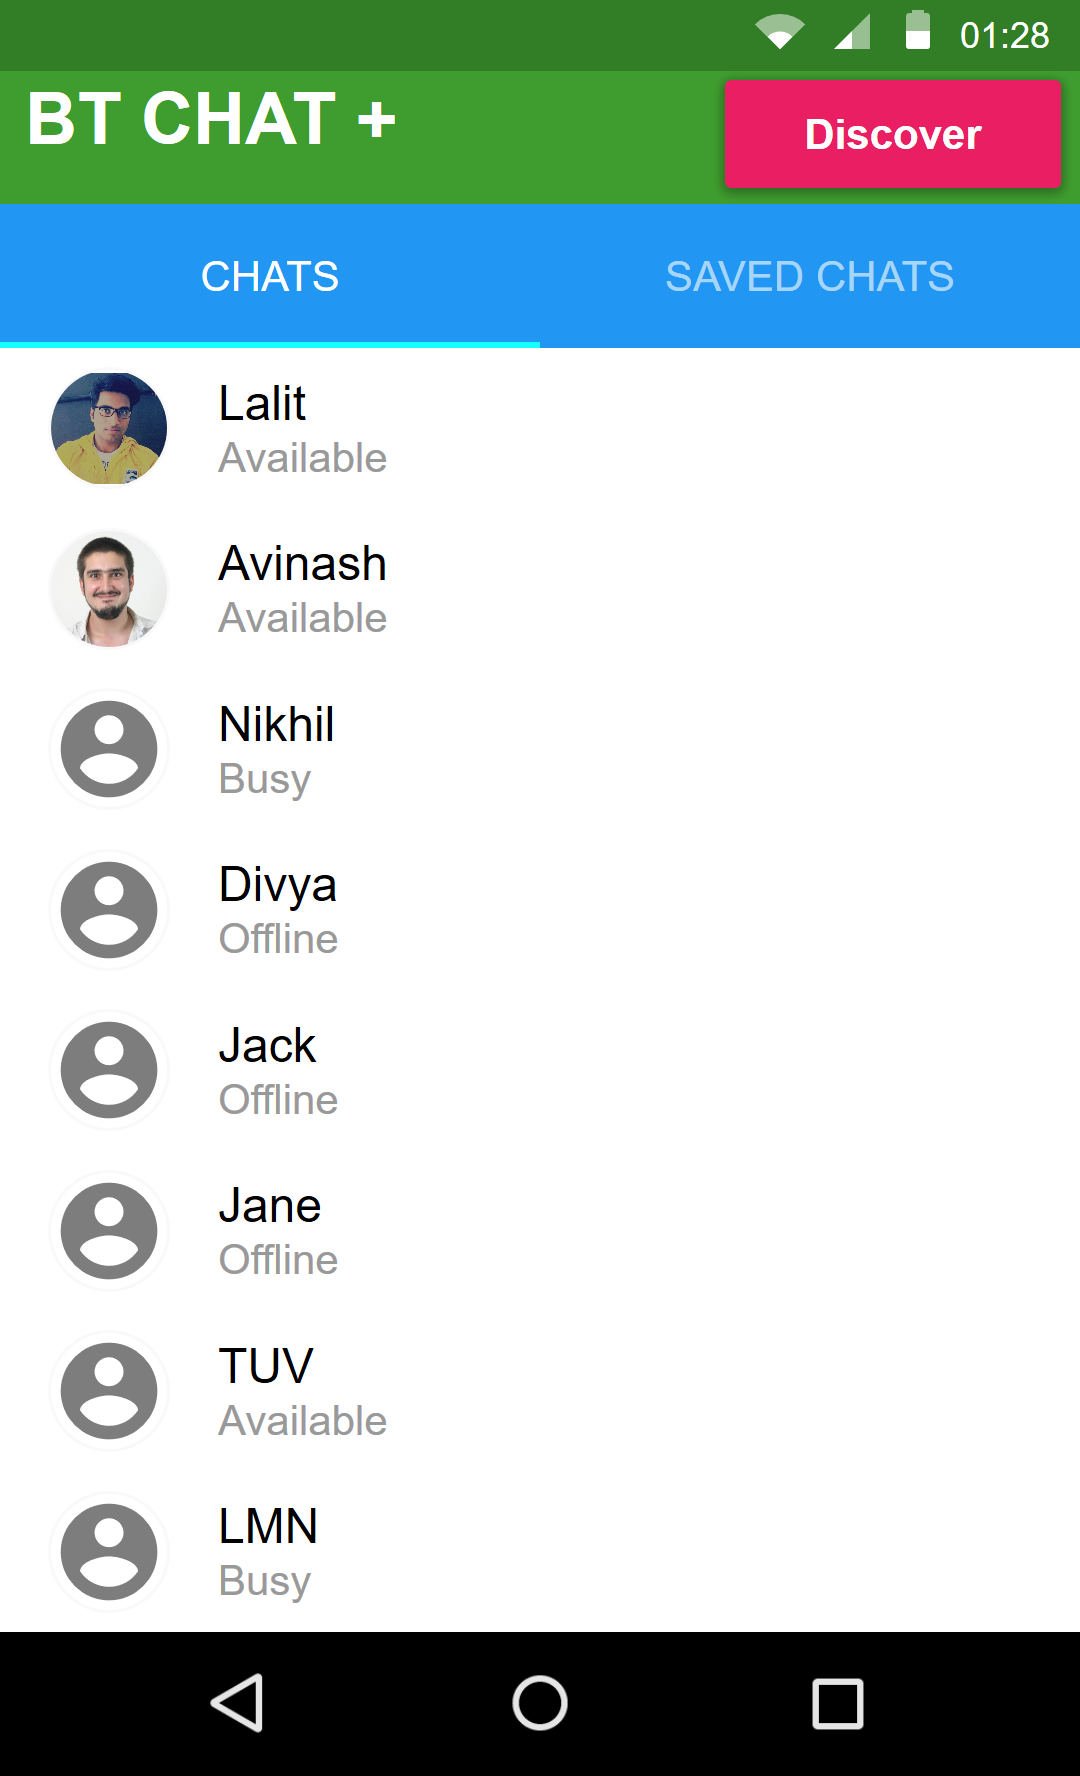 01:28
BT CHAT +
Discover
CHATS
SAVED CHATS
Lalit
Available
Avinash
Available
Nikhil
Busy
Divya
Offline
Jack
Offline
Jane
Offline
TUV
Available
LMN
Busy